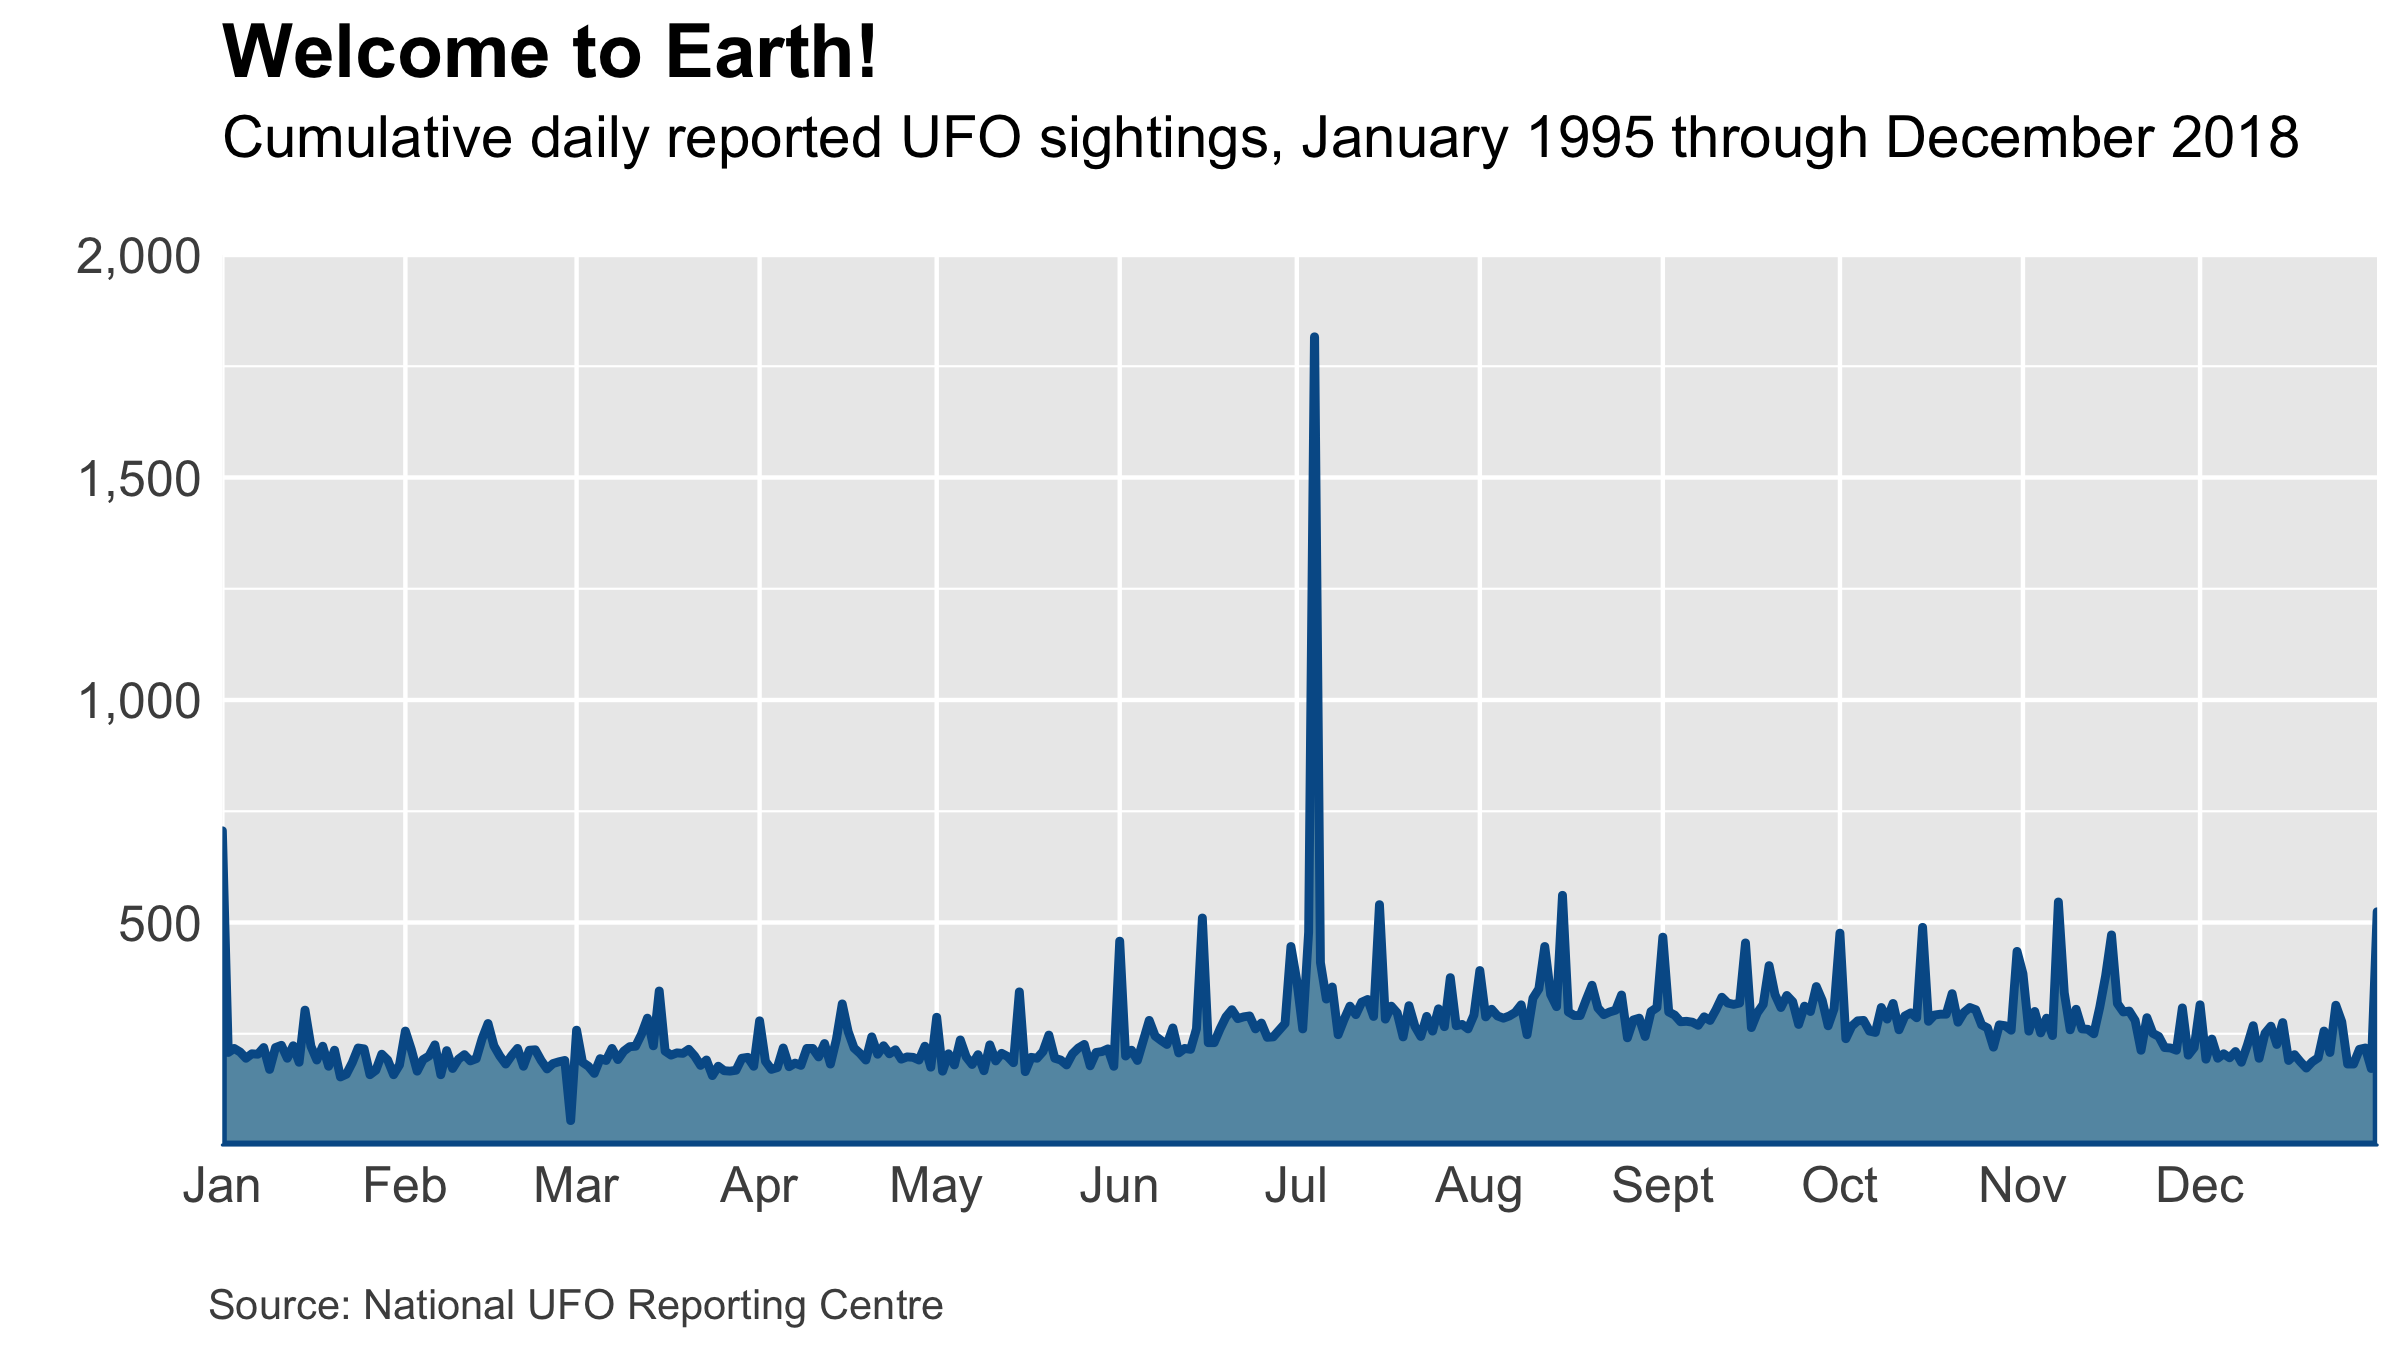 Welcome to Earth!
Cumulative daily reported UFO sightings, January 1995 through December 2018
2,000
1,500
1,000
500
Jan Feb Mar Apr May Jun Jul Aug Sept Oct Nov Dec
Source: National UFO Reporting Centre